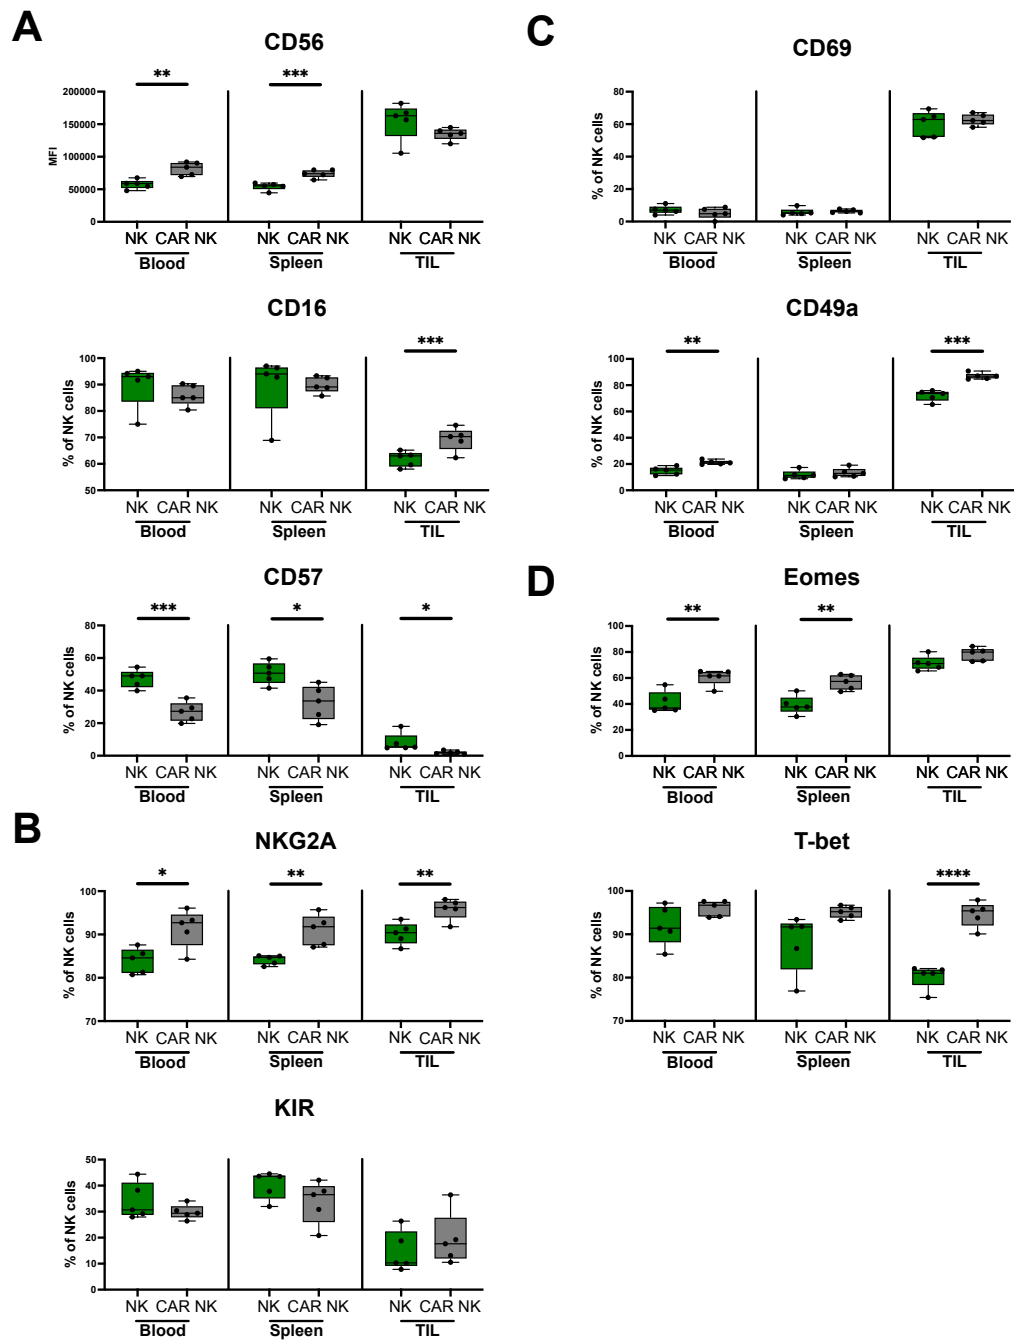 A
CD56
** ***
MFI
200000
150000
100000
50000
0
NK CAR NK NK CAR NK NK CAR NK
Blood Spleen TIL
CD16
***
% of NK cells
100
90
80
70
60
50
NK CAR NK NK CAR NK NK CAR NK
Blood Spleen TIL
CD57
*** * *
% of NK cells
80
60
40
20
0
NK CAR NK NK CAR NK NK CAR NK
Blood Spleen TIL
B
NKG2A
* ** **
% of NK cells
100
90
80
70
NK CAR NK NK CAR NK NK CAR NK
Blood Spleen TIL
KIR
% of NK cells
50
40
30
20
10
0
NK CAR NK NK CAR NK NK CAR NK
Blood Spleen TIL
C
CD69
% of NK cells
80
60
40
20
0
NK CAR NK NK CAR NK NK CAR NK
Blood Spleen TIL
CD49a
** ***
% of NK cells
100
80
60
40
20
0
NK CAR NK NK CAR NK NK CAR NK
Blood Spleen TIL
D
Eomes
** **
% of NK cells
100
80
60
40
20
0
NK CAR NK NK CAR NK NK CAR NK
Blood Spleen TIL
T-bet
****
% of NK cells
100
90
80
70
NK CAR NK NK CAR NK NK CAR NK
Blood Spleen TIL